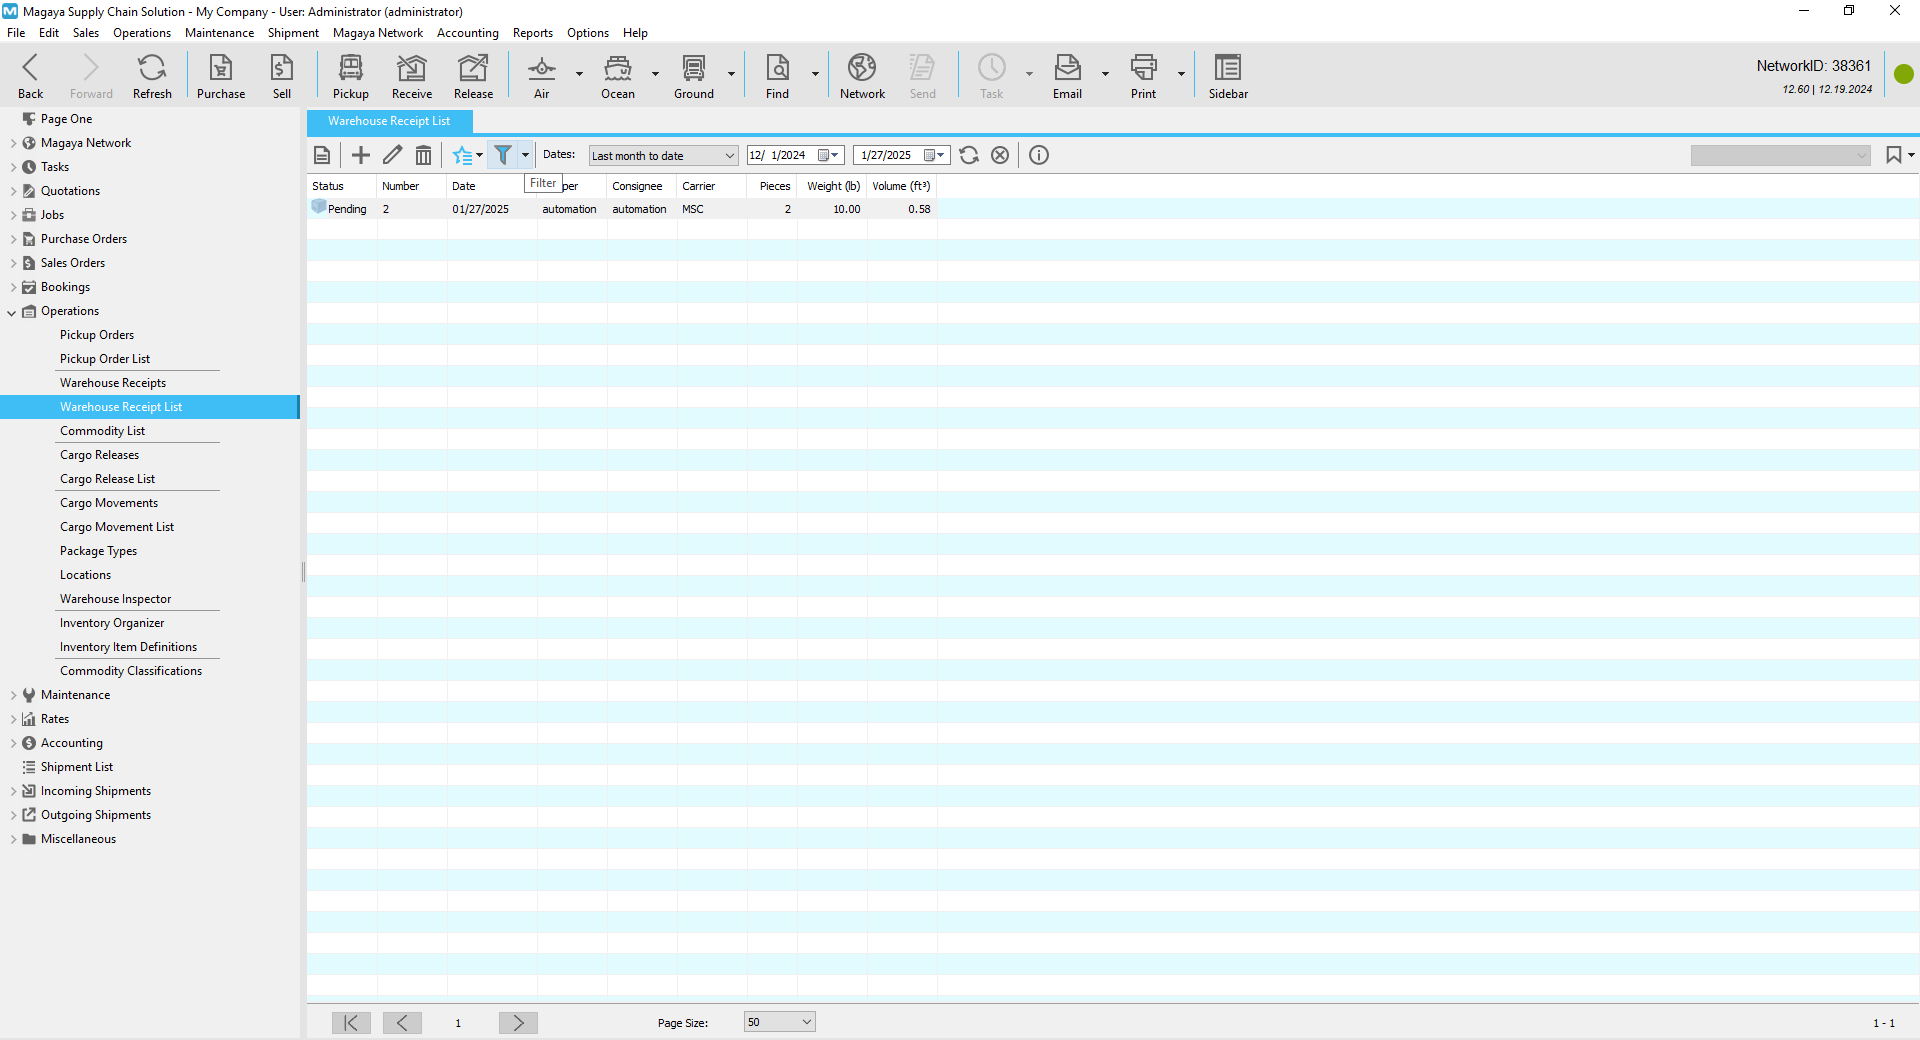 Magaya Supply Chain Solution - My Company - User: Administrator (administrator)
File Edit Sales Operations Maintenance Shipment Magaya Network Accounting Reports Options Help
Back Forward Refresh Purchase Sell Pickup Receive Release Air Ocean Ground Find Network Send Task Email Print Sidebar
NetworkID: 38361
12.60 | 12.19.2024
Page One
Magaya Network
Tasks
Quotations
Jobs
Purchase Orders
Sales Orders
Bookings
Operations
Pickup Orders
Pickup Order List
Warehouse Receipts
Warehouse Receipt List
Commodity List
Cargo Releases
Cargo Release List
Cargo Movements
Cargo Movement List
Package Types
Locations
Warehouse Inspector
Inventory Organizer
Inventory Item Definitions
Commodity Classifications
Maintenance
Rates
Accounting
Shipment List
Incoming Shipments
Outgoing Shipments
Miscellaneous
Warehouse Receipt List
Dates: Last month to date 12/ 1/2024 1/27/2025
Filter
Status Number Date per Consignee Carrier Pieces Weight (lb) Volume (ft³)
Pending 2 01/27/2025 automation automation MSC 2 10.00 0.58
1 Page Size: 50 1 - 1